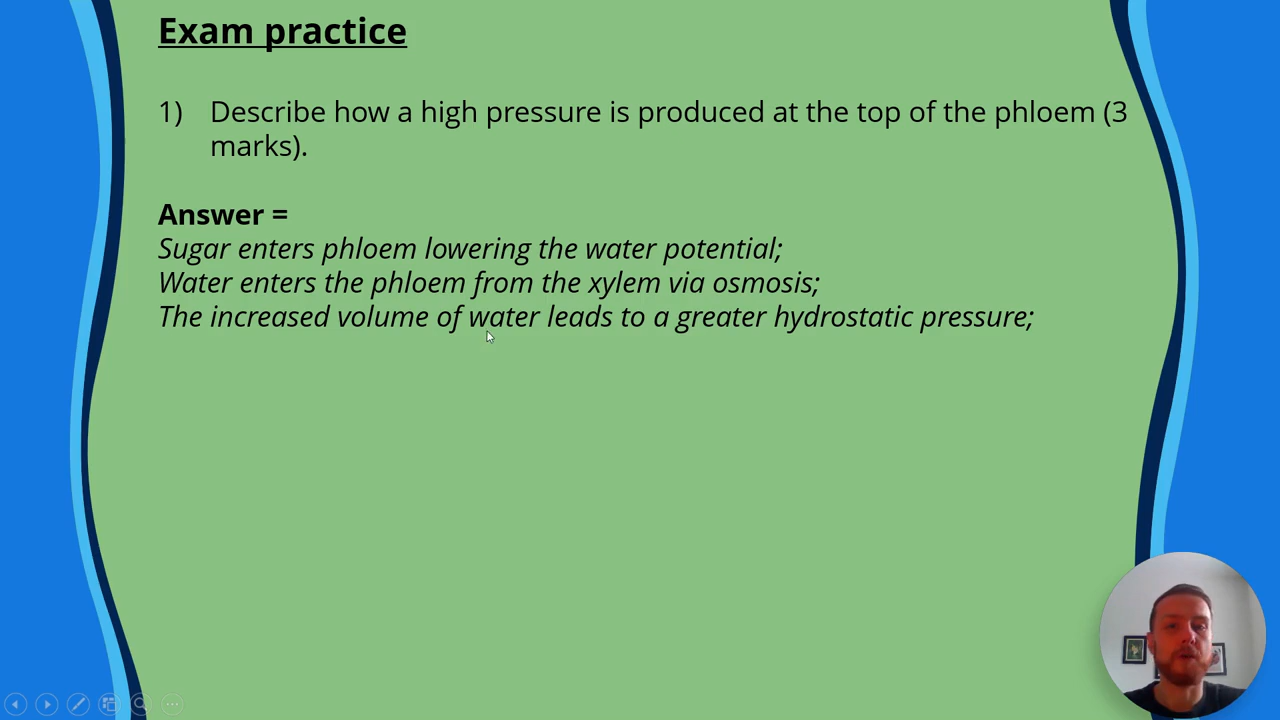 Exam practice
1) Describe how a high pressure is produced at the top of the phloem (3
marks).
Answer =
Sugar enters phloem lowering the water potential;
Water enters the phloem from the xylem via osmosis;
The increased volume of water leads to a greater hydrostatic pressure;